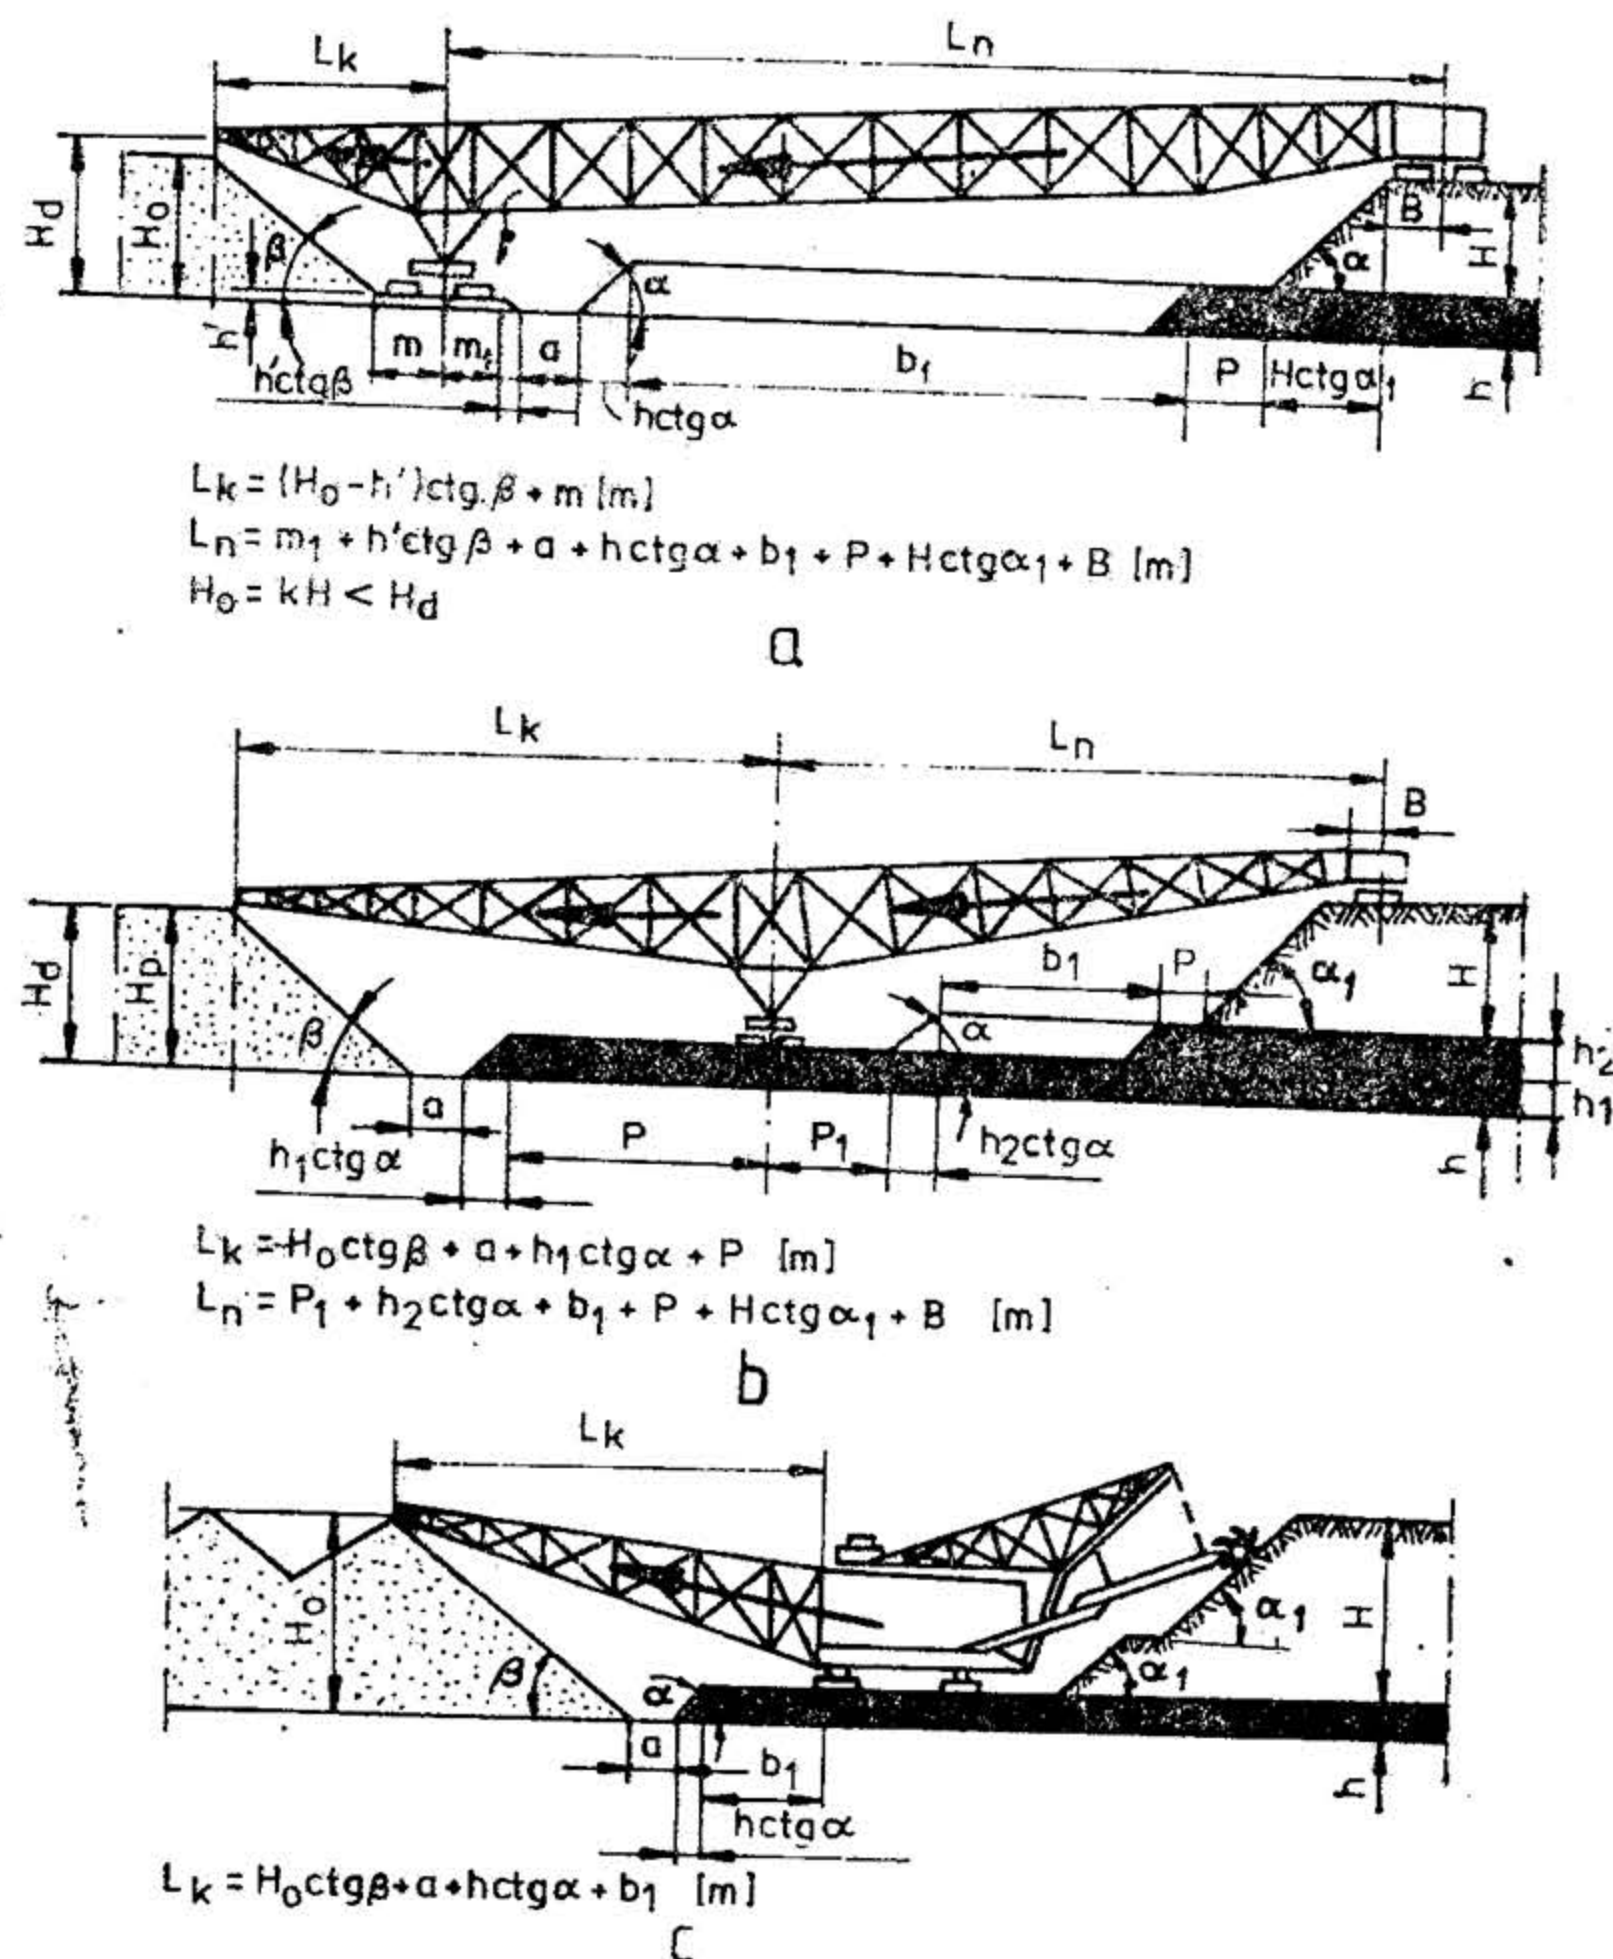 Lk Ln
Hd Ho β h' h'ctgβ m m₁ a α hctgα b₁ P Hctgα₁ B α H h
Lk = (Ho-h')ctg.β + m [m]
Ln = m₁ + h'ctgβ + a + hctgα + b₁ + P + Hctgα₁ + B [m]
Ho = kH < Hd
a
Lk Ln
B
Hd Hp β a h₁ctgα P P₁ h₂ctgα α b₁ P α₁ H h₂ h₁ h
Lk = Hoctgβ + a + h₁ctgα + P [m]
Ln = P₁ + h₂ctgα + b₁ + P + Hctgα₁ + B [m]
b
Lk
Ho β α a b₁ hctgα α₁ α₁ H h
Lk = Hoctgβ + a + hctgα + b₁ [m]
c